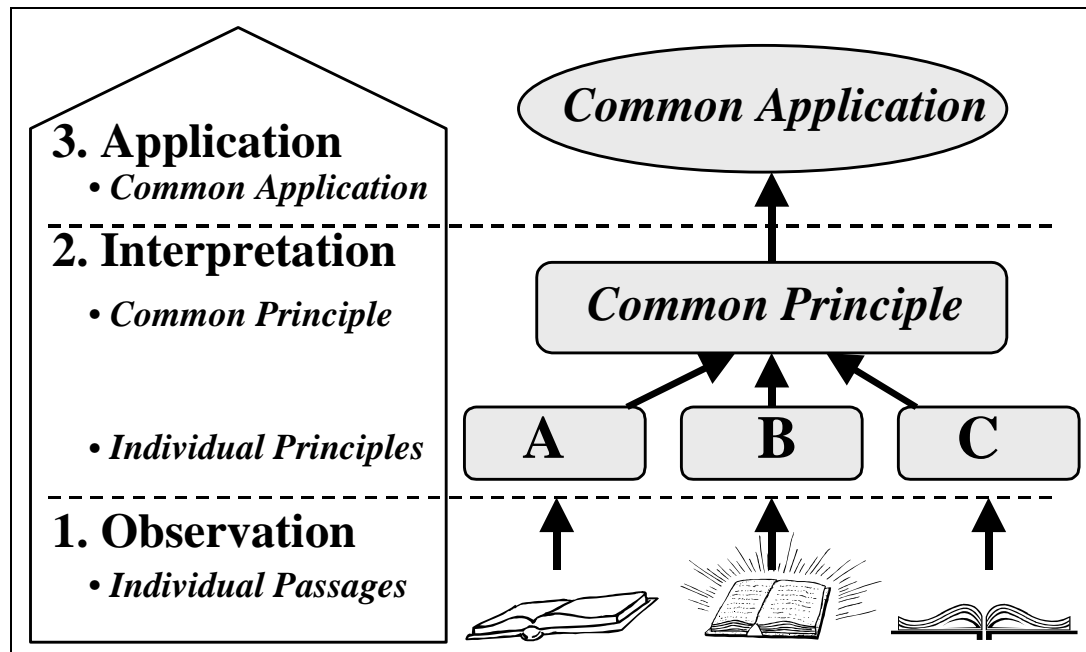 3. Application
• Common Application
2. Interpretation
• Common Principle
• Individual Principles
1. Observation
• Individual Passages
Common Application
Common Principle
A B C